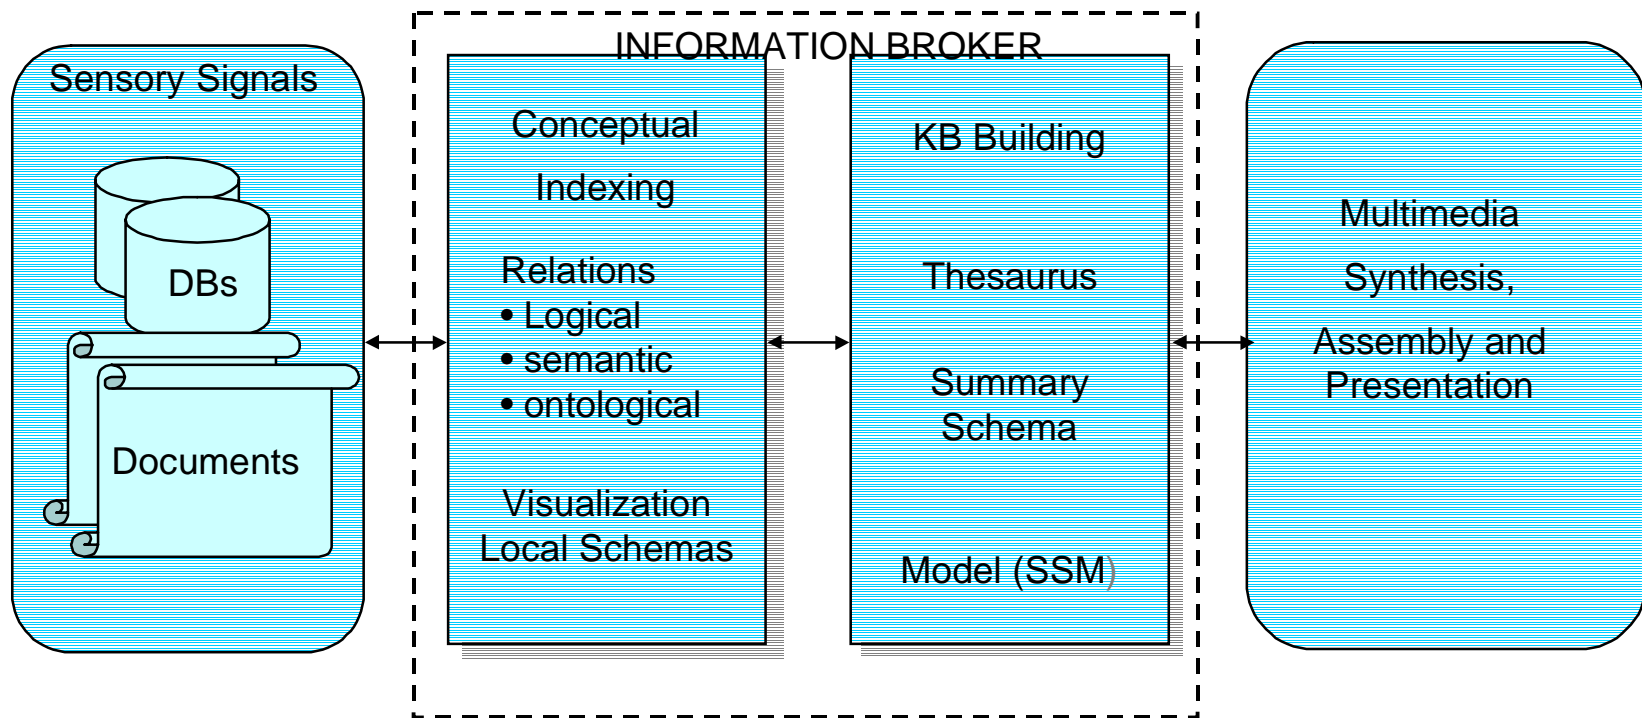 INFORMATION BROKER
Sensory Signals
DBs
Documents
Conceptual
Indexing
Relations
• Logical
• semantic
• ontological
Visualization
Local Schemas
KB Building
Thesaurus
Summary
Schema
Model (SSM)
Multimedia
Synthesis,
Assembly and
Presentation